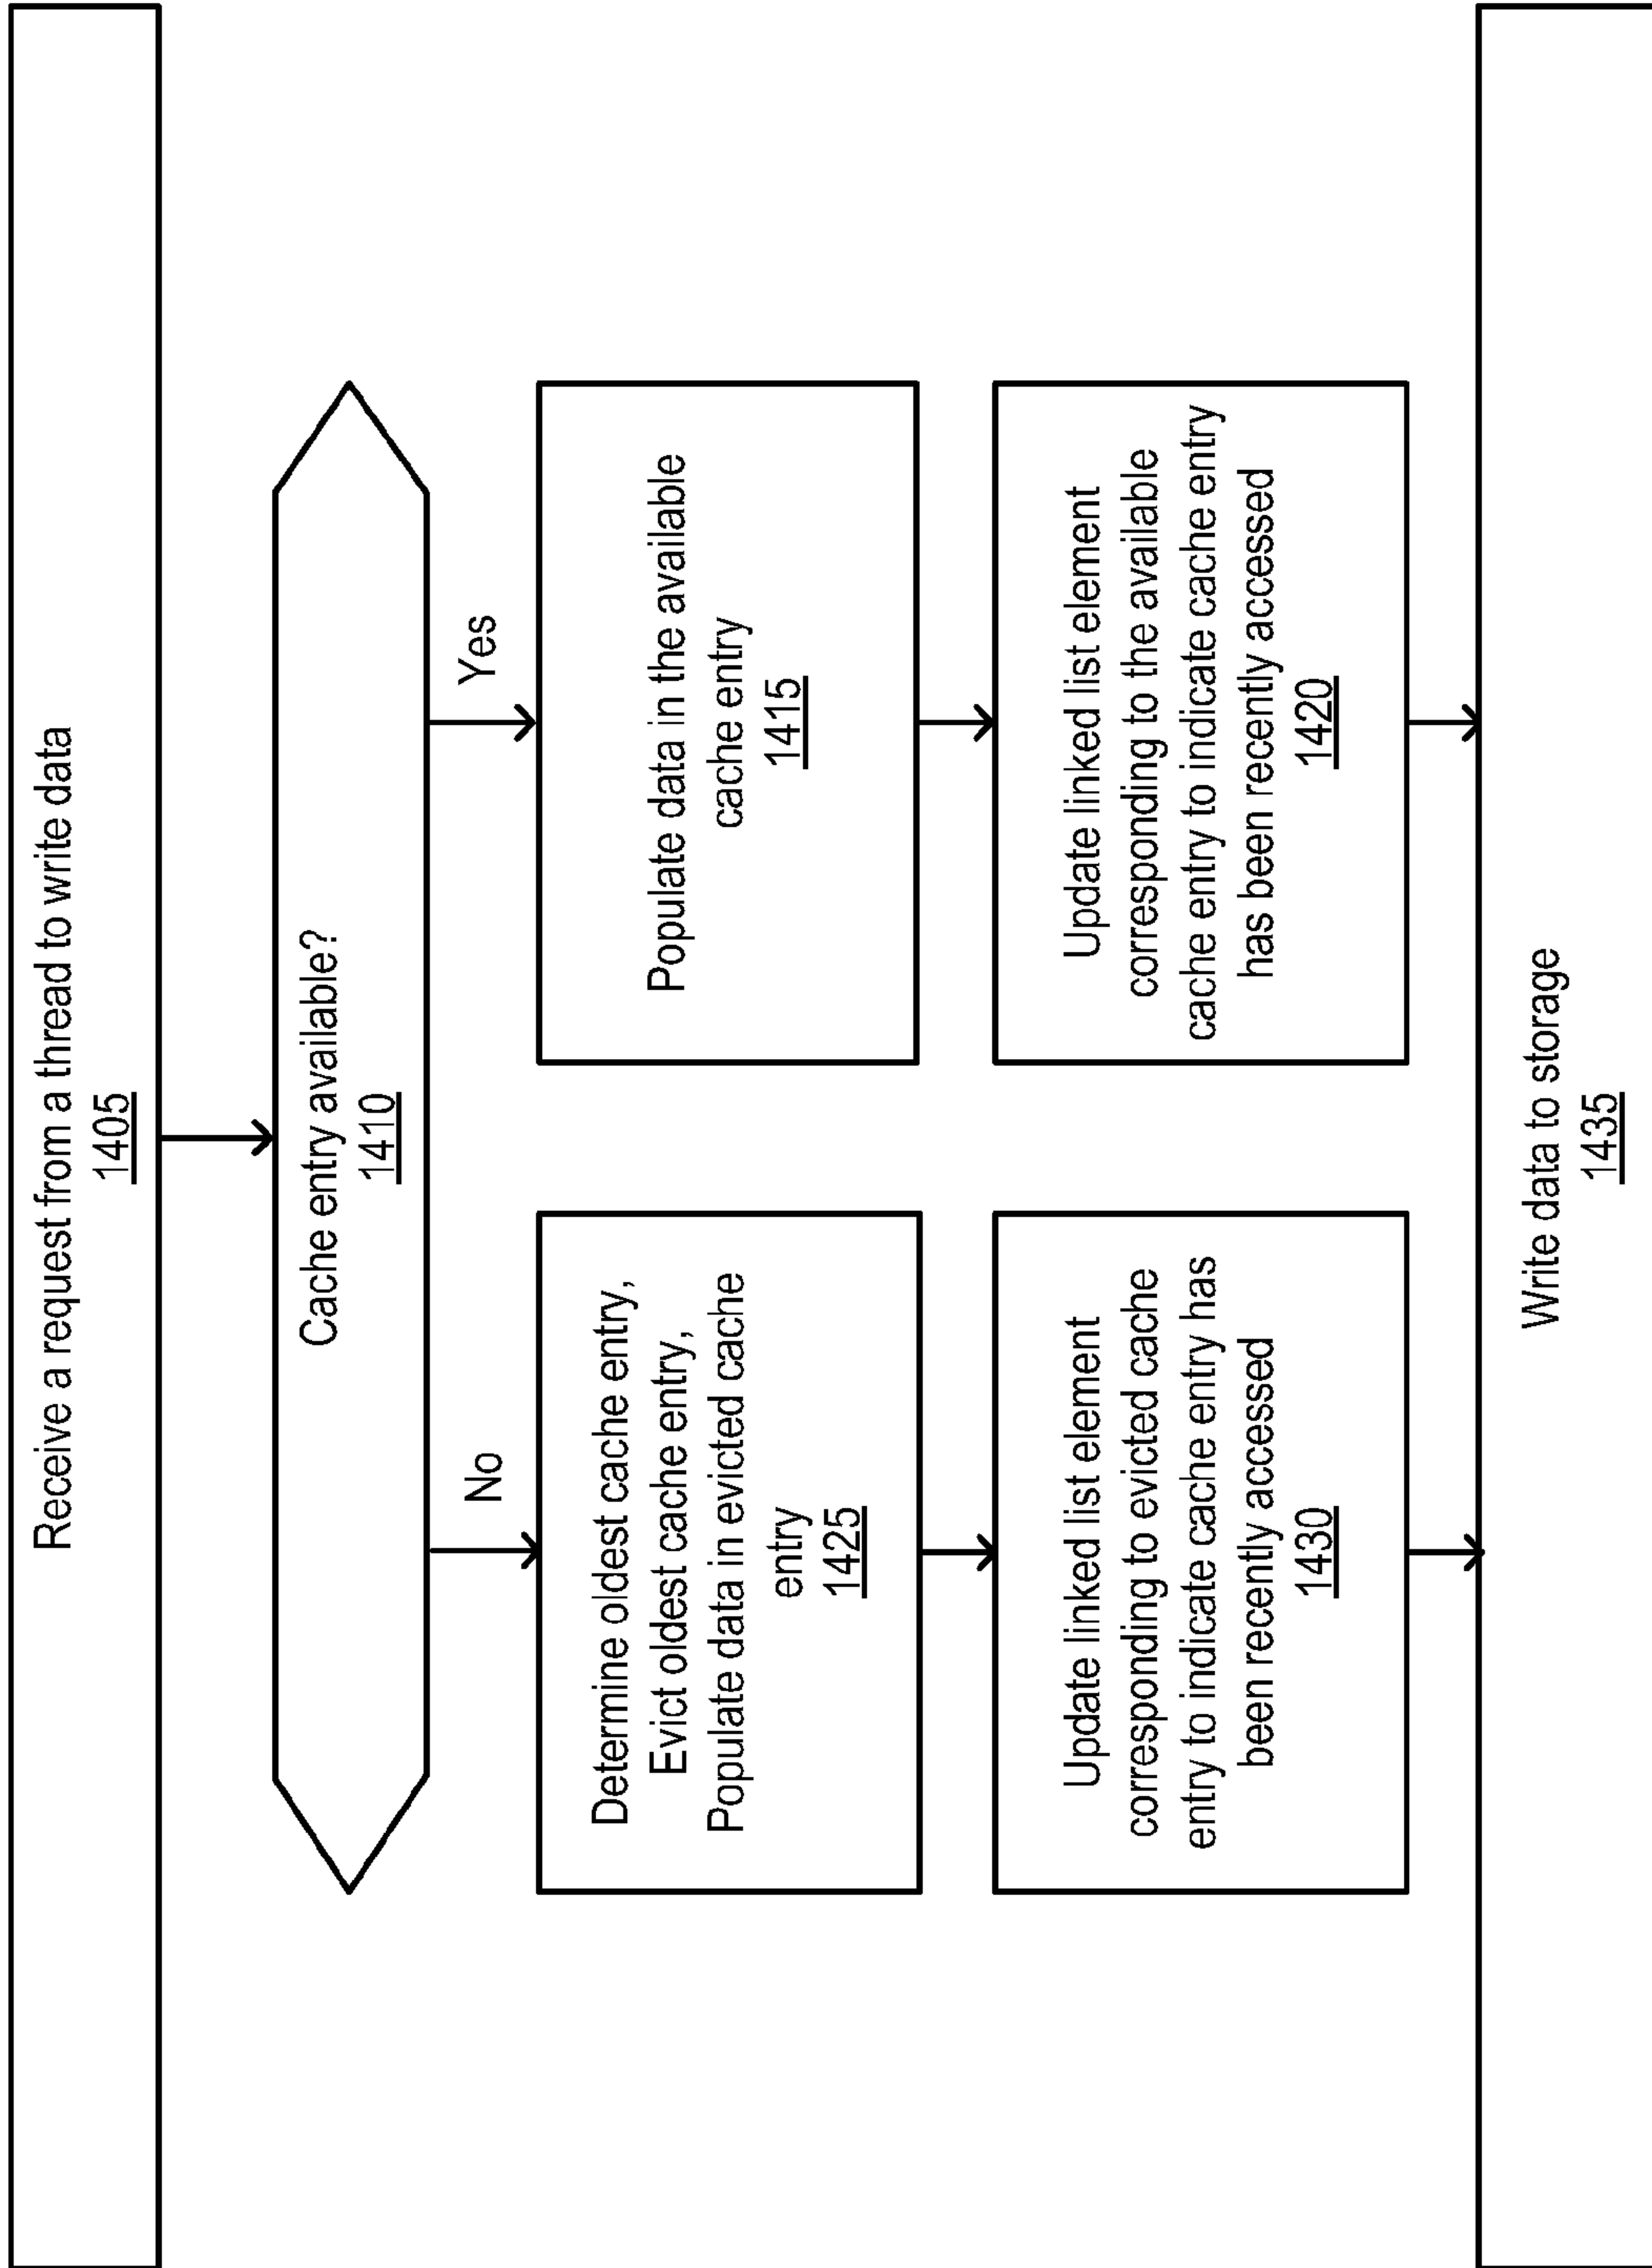 Receive a request from a thread to write data
1405
Cache entry available?
1410
No
Yes
Determine oldest cache entry,
Evict oldest cache entry,
Populate data in evicted cache
entry
1425
Populate data in the available
cache entry
1415
Update linked list element
corresponding to evicted cache
entry to indicate cache entry has
been recently accessed
1430
Update linked list element
corresponding to the available
cache entry to indicate cache entry
has been recently accessed
1420
Write data to storage
1435